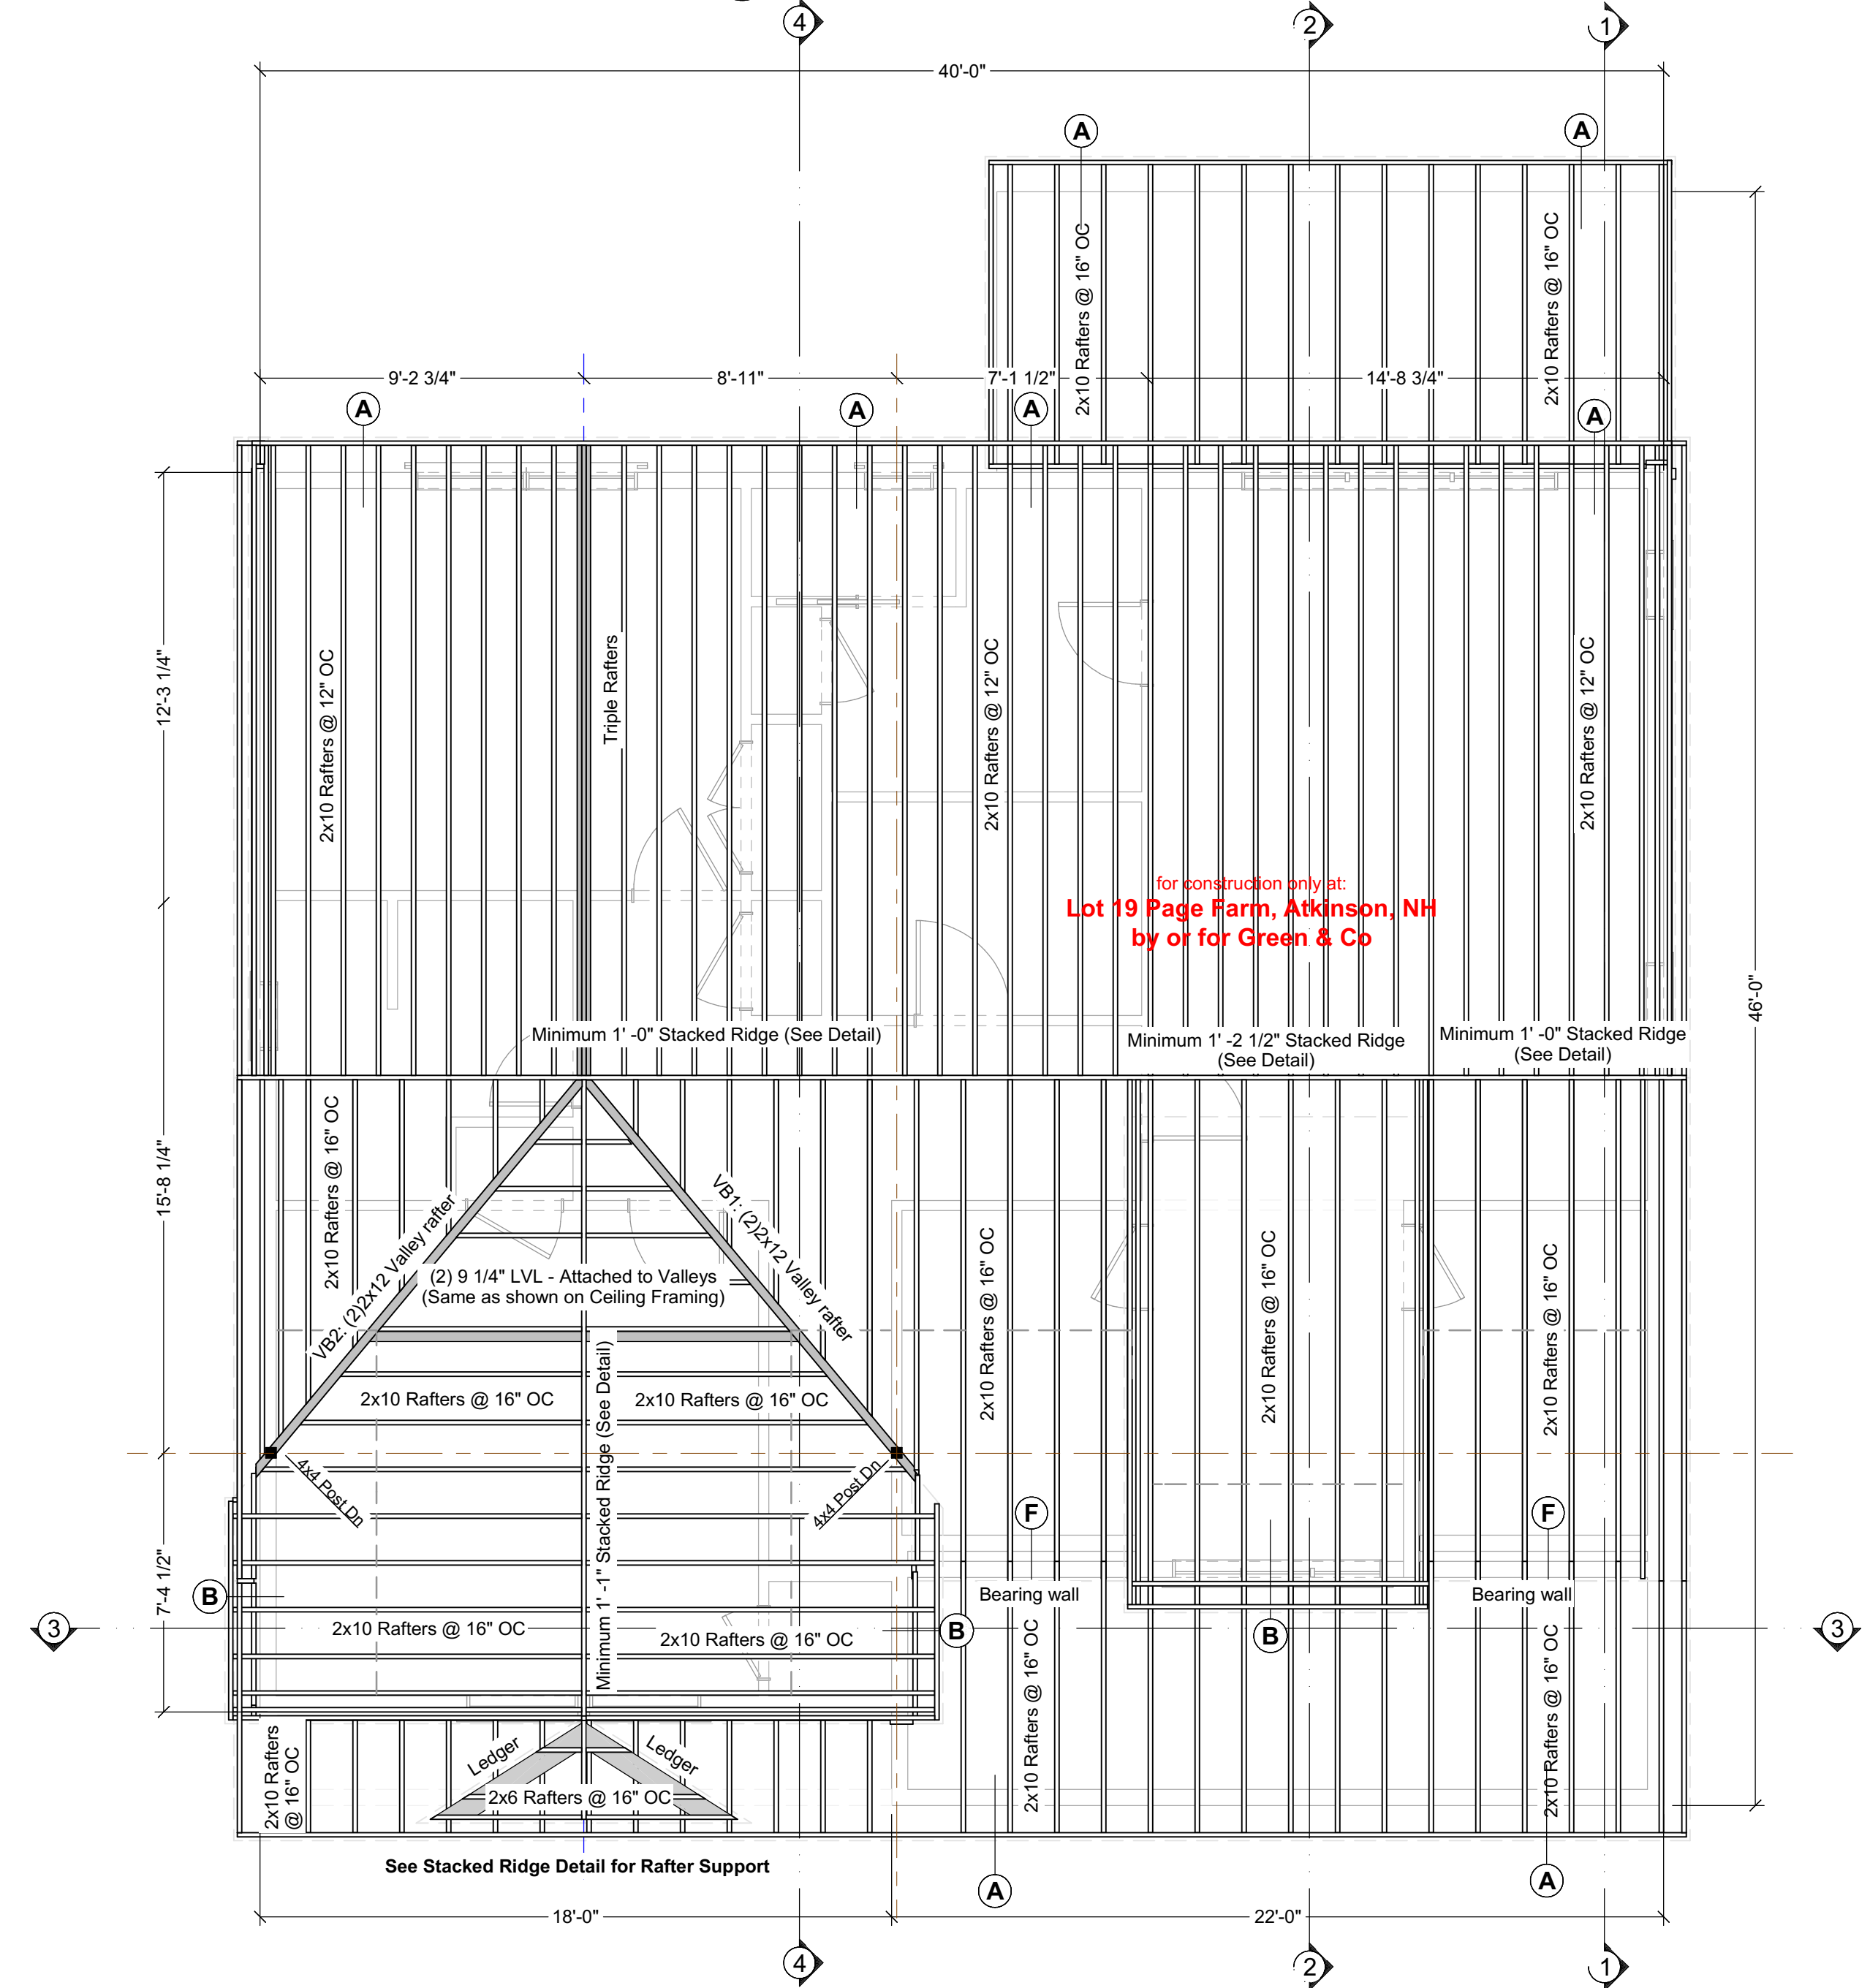 4
2
1
40'-0"
A
A
2x10 Rafters @ 16" OC
2x10 Rafters @ 16" OC
9'-2 3/4"
8'-11"
7'-1 1/2"
14'-8 3/4"
A
A
A
A
12'-3 1/4"
2x10 Rafters @ 12" OC
Triple Rafters
2x10 Rafters @ 12" OC
2x10 Rafters @ 12" OC
for construction only at:
Lot 19 Page Farm, Atkinson, NH
by or for Green & Co
46'-0"
Minimum 1' -0" Stacked Ridge (See Detail)
Minimum 1' -2 1/2" Stacked Ridge
(See Detail)
Minimum 1' -0" Stacked Ridge
(See Detail)
15'-8 1/4"
2x10 Rafters @ 16" OC
VB2: (2)2x12 Valley rafter
VB1: (2)2x12 Valley rafter
(2) 9 1/4" LVL - Attached to Valleys
(Same as shown on Ceiling Framing)
2x10 Rafters @ 16" OC
2x10 Rafters @ 16" OC
2x10 Rafters @ 16" OC
2x10 Rafters @ 16" OC
2x10 Rafters @ 16" OC
Minimum 1' -1" Stacked Ridge (See Detail)
4x4 Post Dn
4x4 Post Dn
F
F
7'-4 1/2"
B
Bearing wall
Bearing wall
3
2x10 Rafters @ 16" OC
2x10 Rafters @ 16" OC
B
B
3
2x10 Rafters @ 16" OC
2x10 Rafters @ 16" OC
2x10 Rafters
@ 16" OC
Ledger
Ledger
2x6 Rafters @ 16" OC
See Stacked Ridge Detail for Rafter Support
A
A
18'-0"
22'-0"
4
2
1